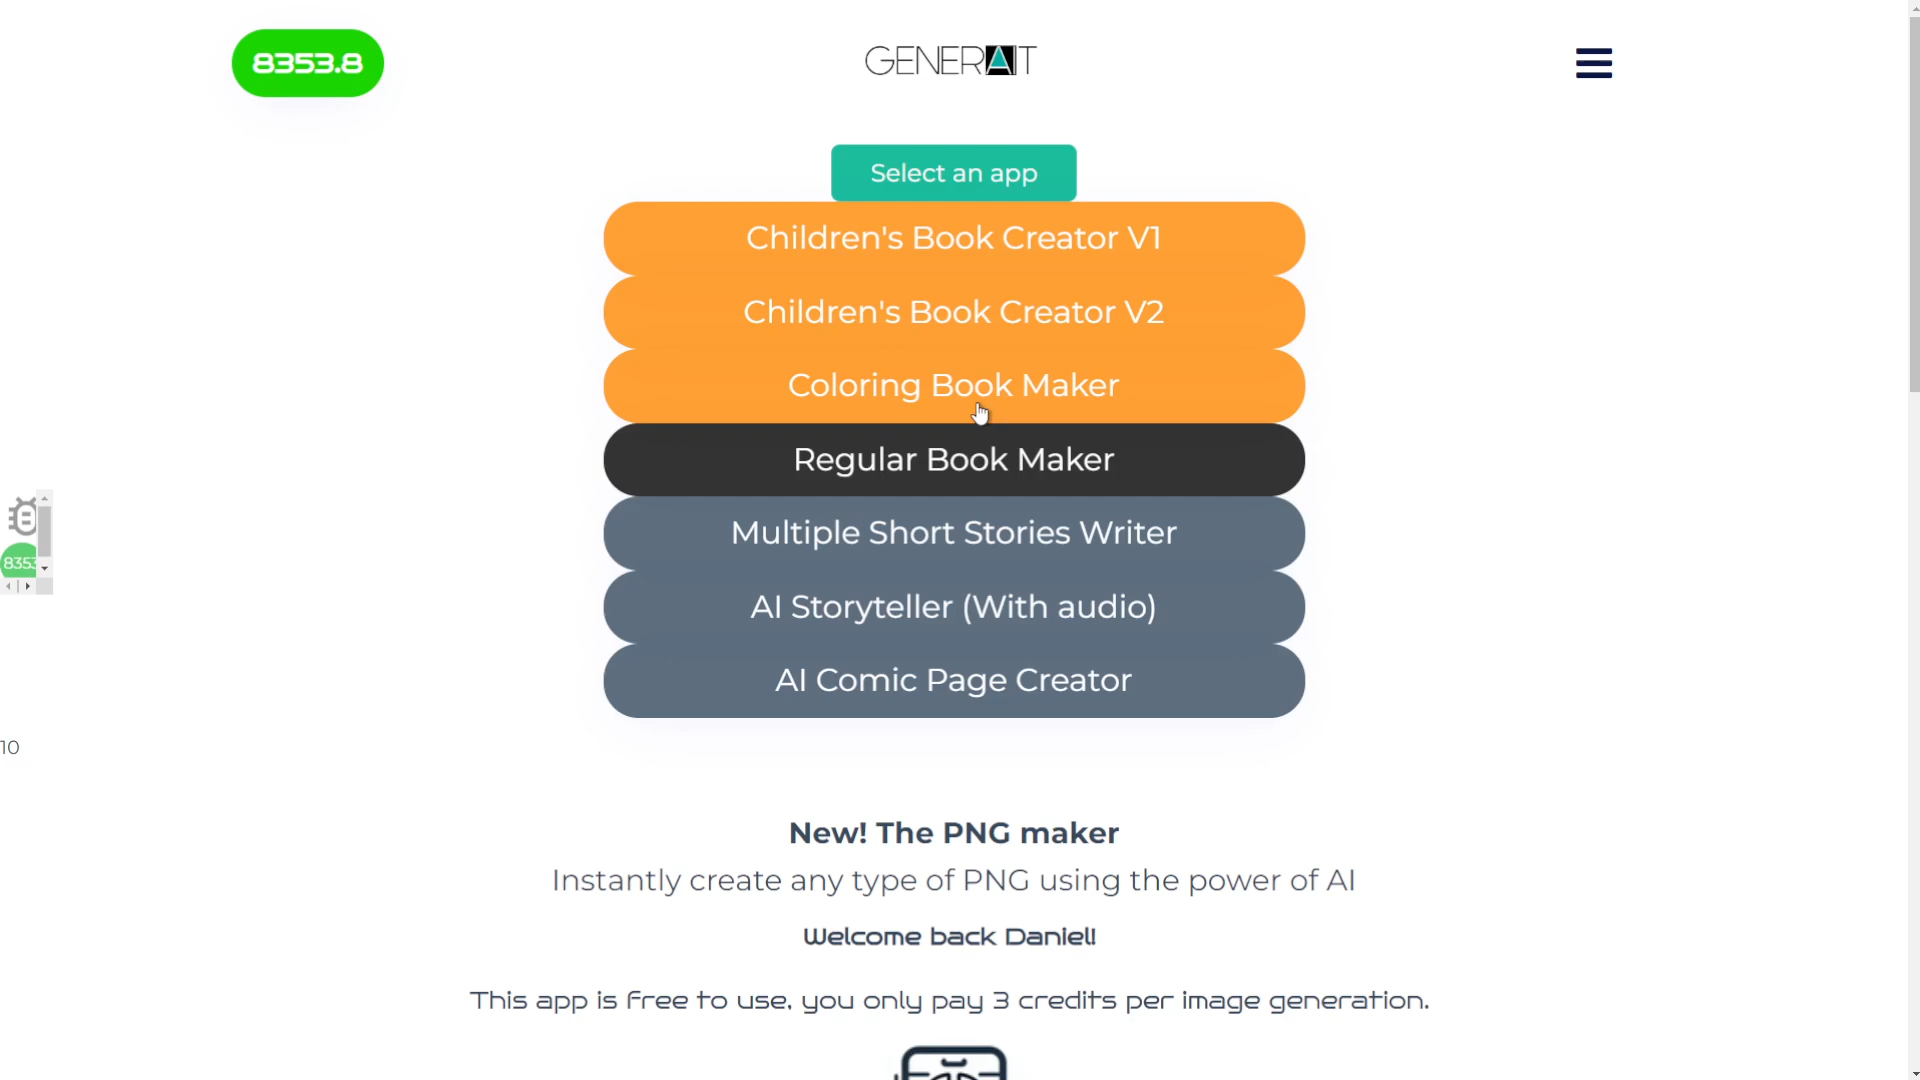 8353.8
GENERAIT
Select an app
Children's Book Creator V1
Children's Book Creator V2
Coloring Book Maker
Regular Book Maker
Multiple Short Stories Writer
AI Storyteller (With audio)
AI Comic Page Creator
8353
10
New! The PNG maker
Instantly create any type of PNG using the power of AI
Welcome back Daniel!
This app is free to use, you only pay 3 credits per image generation.